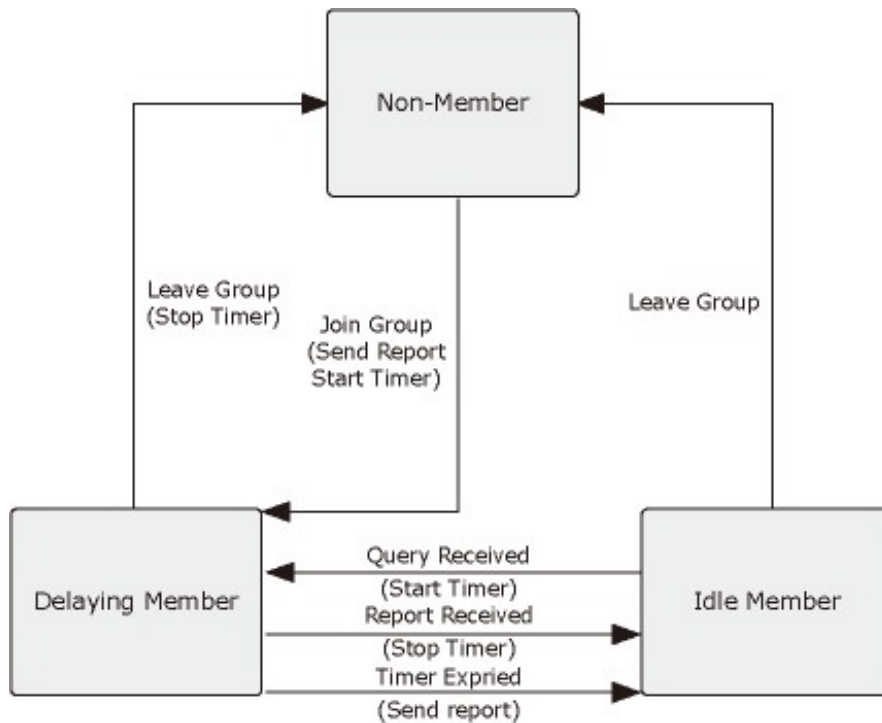 Non-Member
Leave Group
(Stop Timer)
Join Group
(Send Report
Start Timer)
Leave Group
Delaying Member
Query Received
(Start Timer)
Report Received
(Stop Timer)
Timer Expried
(Send report)
Idle Member